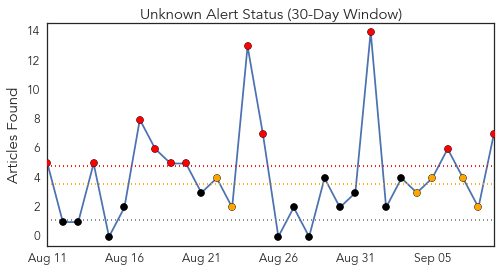 Unknown Alert Status (30-Day Window)
Articles Found
14
12
10
8
6
4
2
0
Aug 11 Aug 16 Aug 21 Aug 26 Aug 31 Sep 05